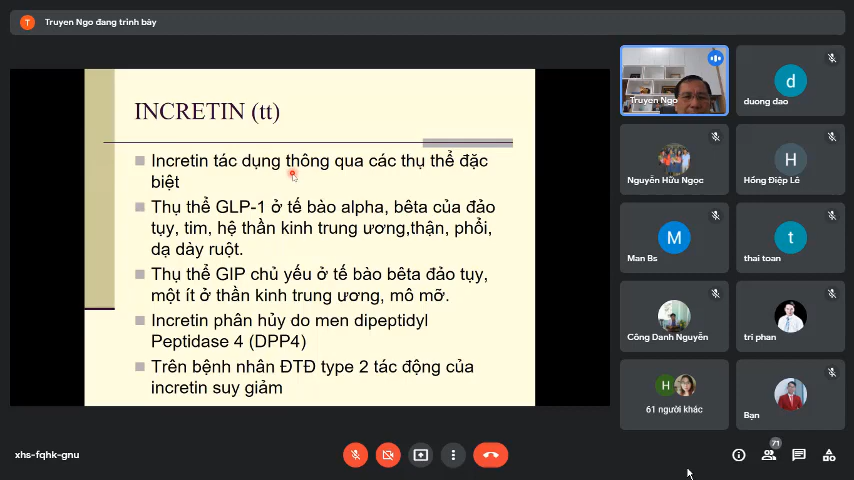 T
Truyen Ngo đang trình bày
INCRETIN (tt)
Incretin tác dụng thông qua các thụ thể đặc
biệt
Thụ thể GLP-1 ở tế bào alpha, bêta của đảo
tụy, tim, hệ thần kinh trung ương,thận, phổi,
dạ dày ruột.
Thụ thể GIP chủ yếu ở tế bào bêta đảo tụy,
một ít ở thần kinh trung ương, mô mỡ.
Incretin phân hủy do men dipeptidyl
Peptidase 4 (DPP4)
Trên bệnh nhân ĐTĐ type 2 tác động của
incretin suy giảm
Truyen Ngo
d
duong dao
Nguyễn Hữu Ngọc
H
Hồng Điệp Lê
M
Man Bs
t
thai toan
Công Danh Nguyễn
tri phan
H
61 người khác
Bạn
xhs-fqhk-gnu
71